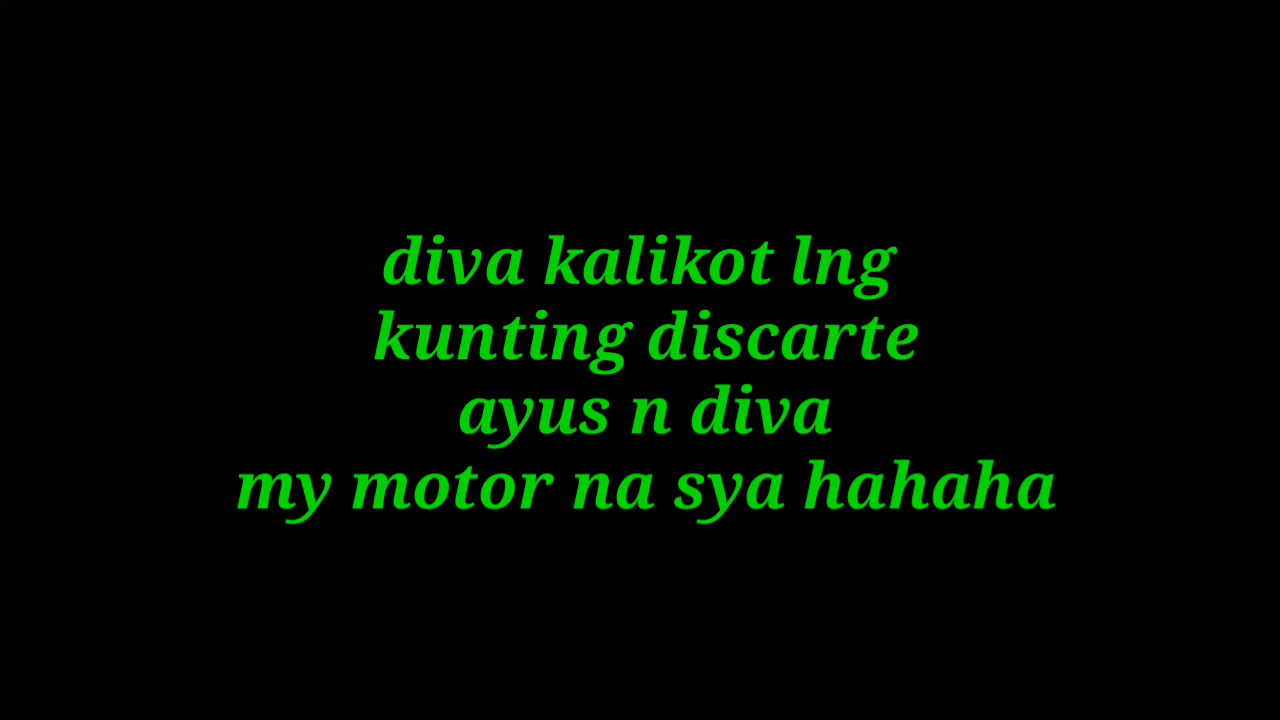 diva kalikot lng
kunting discarte
ayus n diva
my motor na sya hahaha